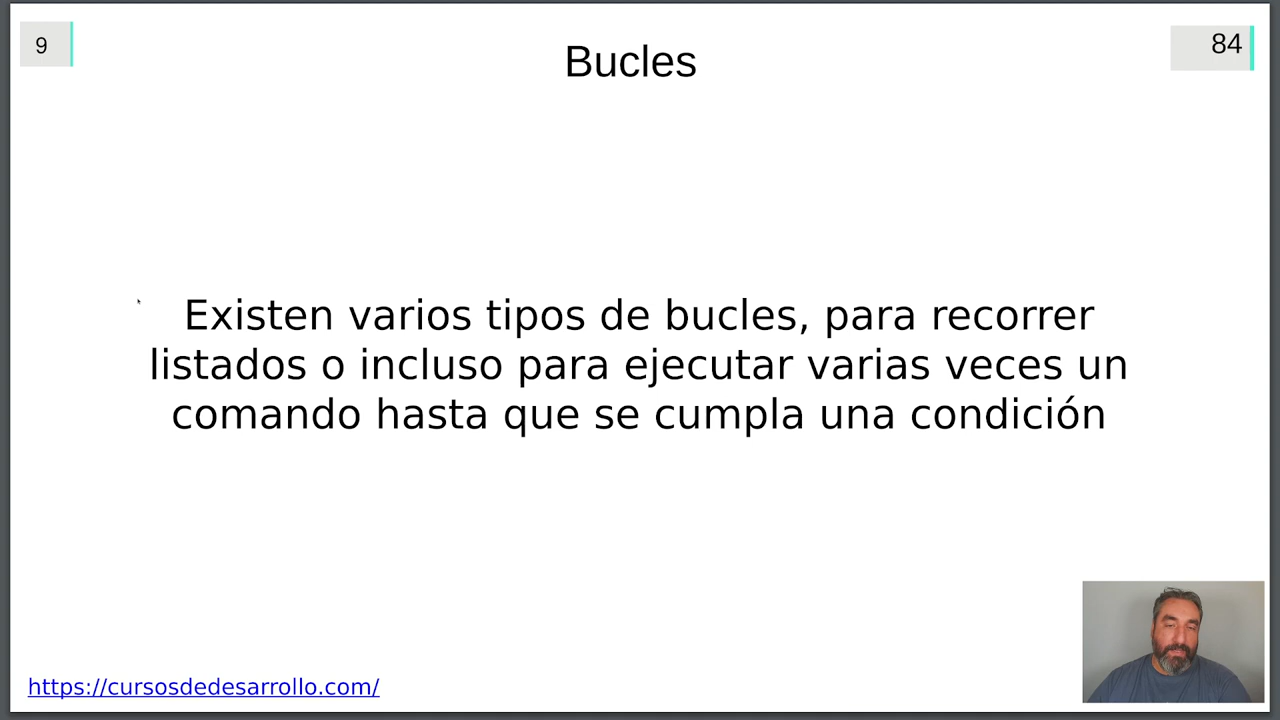 9
Bucles
84
Existen varios tipos de bucles, para recorrer
listados o incluso para ejecutar varias veces un
comando hasta que se cumpla una condición
https://cursosdedesarrollo.com/